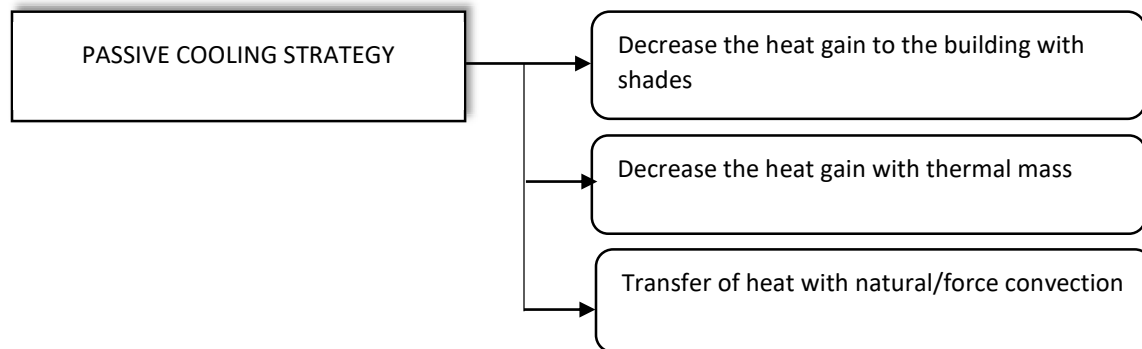 PASSIVE COOLING STRATEGY
Decrease the heat gain to the building with
shades
Decrease the heat gain with thermal mass
Transfer of heat with natural/force convection